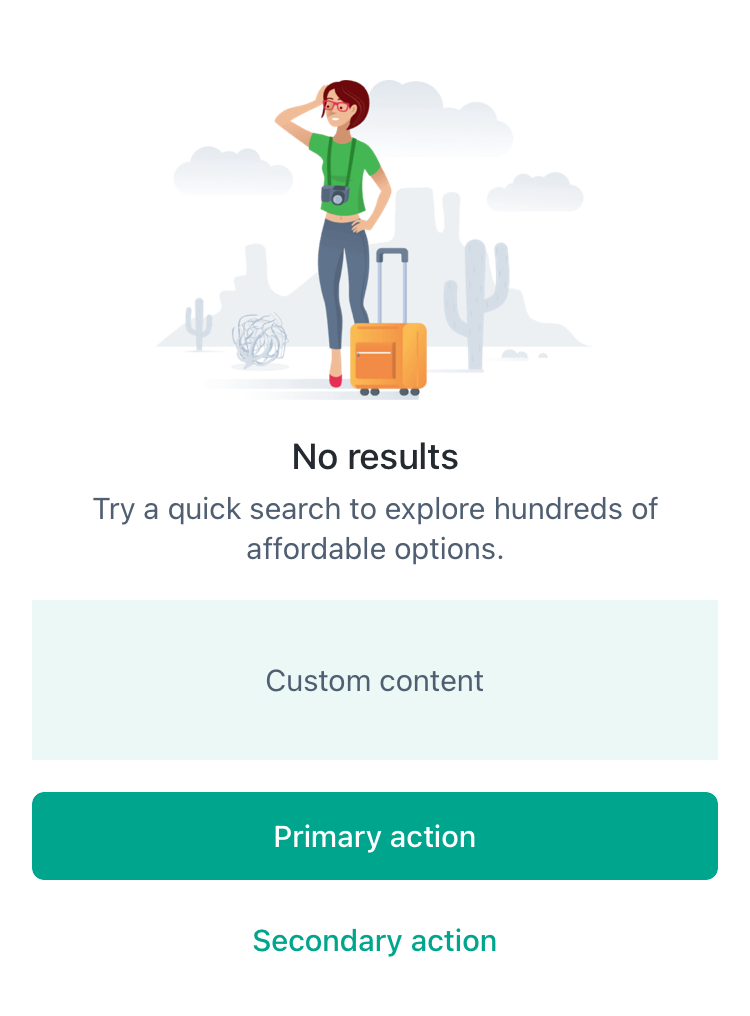 No results
Try a quick search to explore hundreds of
affordable options.
Custom content
Primary action
Secondary action